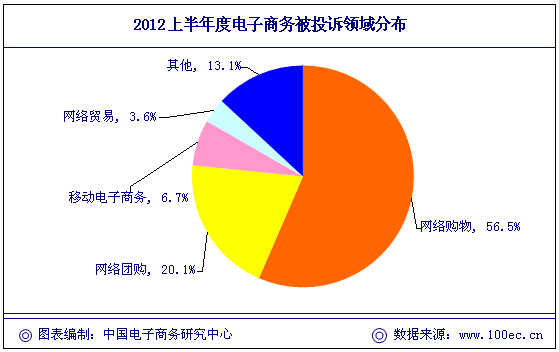 2012上半年度电子商务被投诉领域分布
其他, 13.1%
网络贸易, 3.6%
移动电子商务, 6.7%
网络购物, 56.5%
网络团购, 20.1%
◎ 图表编制：中国电子商务研究中心
◎ 数据来源：www.100ec.cn